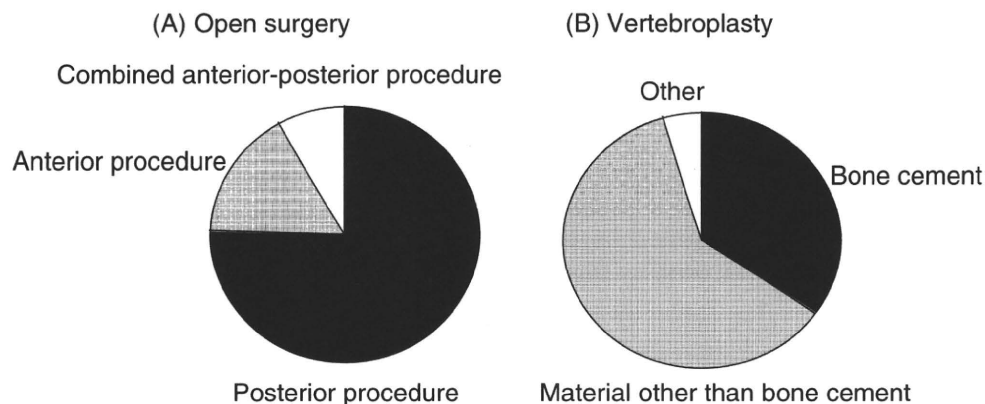 (A) Open surgery
Combined anterior-posterior procedure
Anterior procedure
Posterior procedure
(B) Vertebroplasty
Other
Bone cement
Material other than bone cement